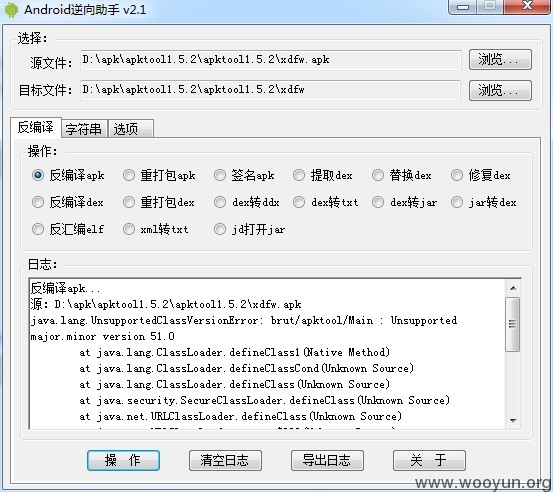 Android逆向助手 v2.1
选择:
源文件: D:\apk\apktool1.5.2\apktool1.5.2\xdfw.apk 浏览...
目标文件: D:\apk\apktool1.5.2\apktool1.5.2\xdfw 浏览...
反编译 字符串 选项
操作:
反编译apk 重打包apk 签名apk 提取dex 替换dex 修复dex
反编译dex 重打包dex dex转ddx dex转txt dex转jar jar转dex
反汇编elf xml转txt jd打开jar
日志:
反编译apk...
源: D:\apk\apktool1.5.2\apktool1.5.2\xdfw.apk
java.lang.UnsupportedClassVersionError: brut/apktool/Main : Unsupported
major.minor version 51.0
at java.lang.ClassLoader.defineClass1(Native Method)
at java.lang.ClassLoader.defineClassCond(Unknown Source)
at java.lang.ClassLoader.defineClass(Unknown Source)
at java.security.SecureClassLoader.defineClass(Unknown Source)
at java.net.URLClassLoader.defineClass(Unknown Source)
操 作 清空日志 导出日志 关 于
www.wooyun.org